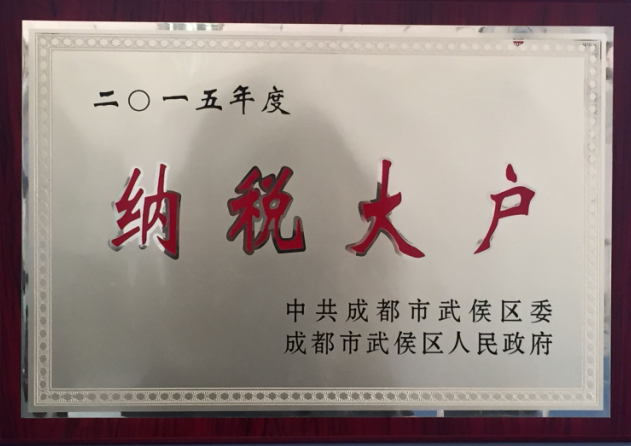 二〇一五年度
纳税大户
中共成都市武侯区委
成都市武侯区人民政府